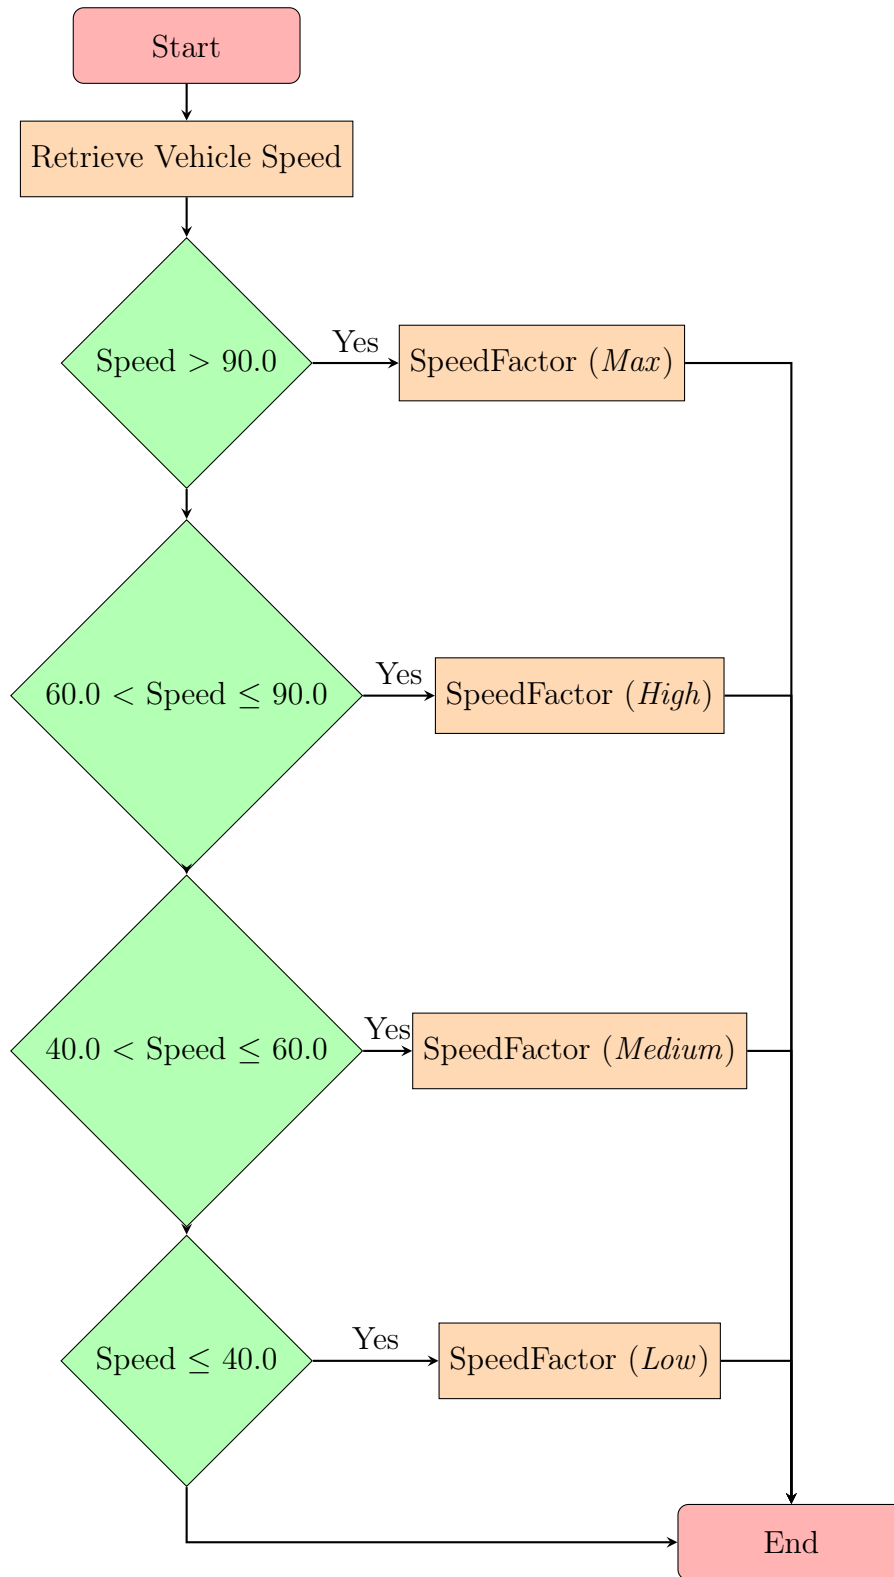 Start
Retrieve Vehicle Speed
Speed > 90.0
Yes
SpeedFactor (Max)
60.0 < Speed ≤ 90.0
Yes
SpeedFactor (High)
40.0 < Speed ≤ 60.0
Yes
SpeedFactor (Medium)
Speed ≤ 40.0
Yes
SpeedFactor (Low)
End